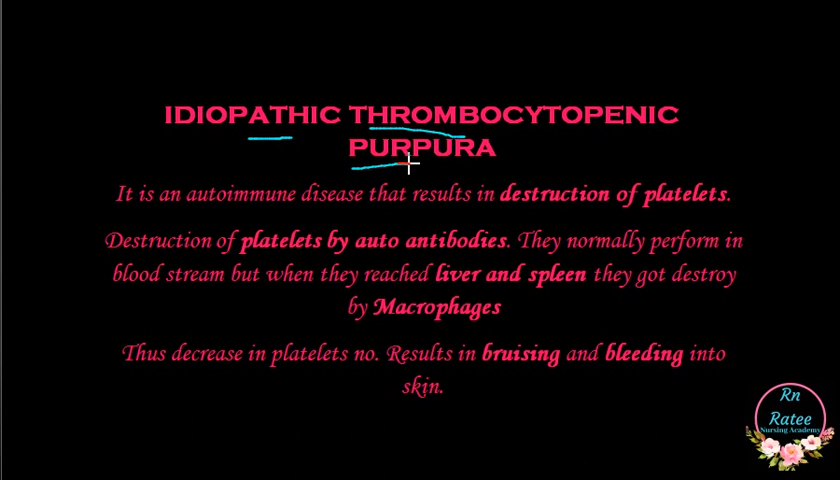 IDIOPATHIC THROMBOCYTOPENIC
PURPURA
It is an autoimmune disease that results in destruction of platelets.
Destruction of platelets by auto antibodies. They normally perform in
blood stream but when they reached liver and spleen they got destroy
by Macrophages
Thus decrease in platelets no. Results in bruising and bleeding into
skin.
Rn
Ratee
Nursing Academy